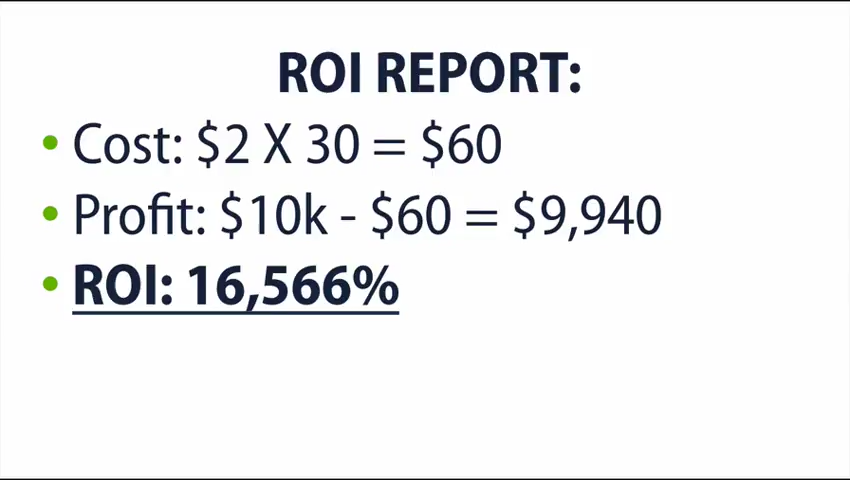 ROI REPORT:
• Cost: $2 X 30 = $60
• Profit: $10k - $60 = $9,940
• ROI: 16,566%